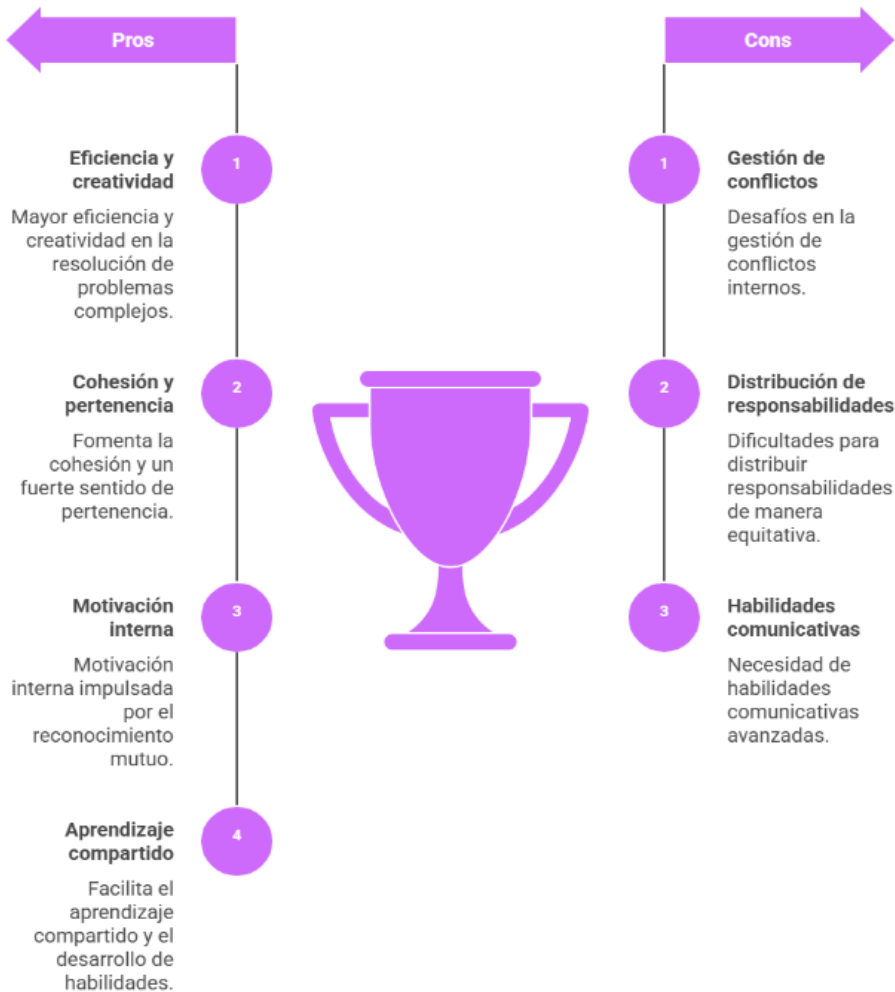 Pros
1
Eficiencia y
creatividad
Mayor eficiencia y
creatividad en la
resolución de
problemas
complejos.
2
Cohesión y
pertenencia
Fomenta la
cohesión y un
fuerte sentido de
pertenencia.
3
Motivación
interna
Motivación
interna impulsada
por el
reconocimiento
mutuo.
4
Aprendizaje
compartido
Facilita el
aprendizaje
compartido y el
desarrollo de
habilidades.
Cons
1
Gestión de
conflictos
Desafíos en la
gestión de
conflictos
internos.
2
Distribución de
responsabilidades
Dificultades para
distribuir
responsabilidades
de manera
equitativa.
3
Habilidades
comunicativas
Necesidad de
habilidades
comunicativas
avanzadas.